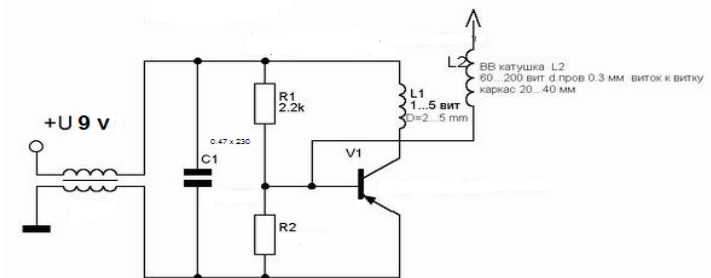 L2
ВВ катушка L2
60...200 вит d.пров 0.3 мм виток к витку
каркас 20...40 мм
R1
2.2k
L1
1...5 вит
D=2...5 mm
+U 9 v
0.47 x 230
C1
V1
R2